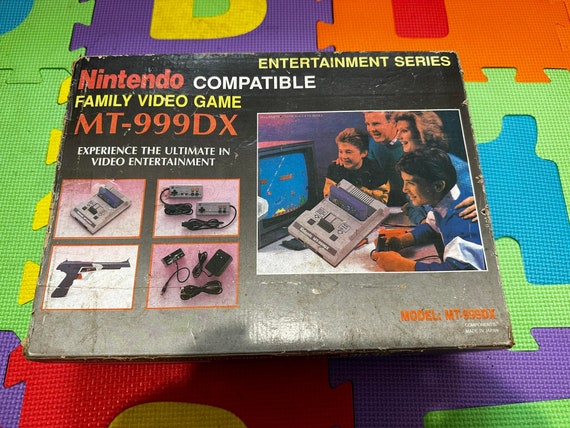 ENTERTAINMENT SERIES
Nintendo COMPATIBLE
FAMILY VIDEO GAME
MT-999DX
EXPERIENCE THE ULTIMATE IN
VIDEO ENTERTAINMENT
MODEL: MT-999DX
COMPONENTS
MADE IN JAPAN